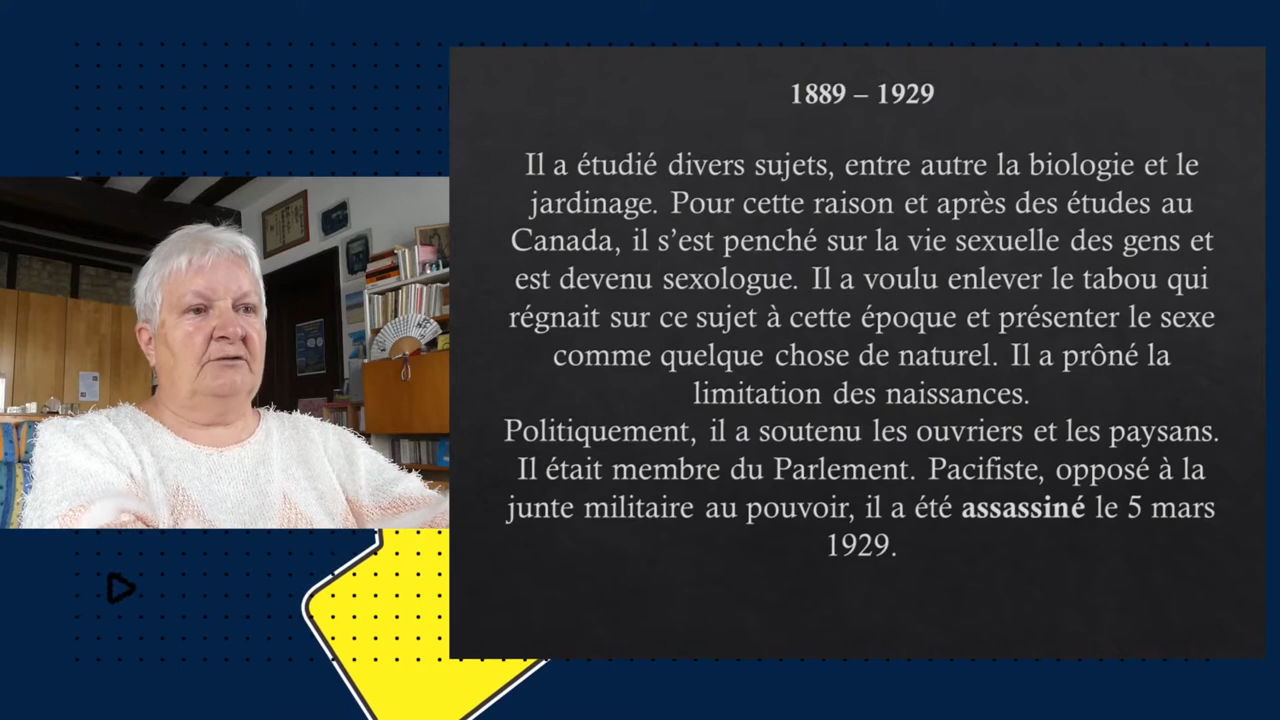 1889 – 1929
Il a étudié divers sujets, entre autre la biologie et le
jardinage. Pour cette raison et après des études au
Canada, il s’est penché sur la vie sexuelle des gens et
est devenu sexologue. Il a voulu enlever le tabou qui
régnait sur ce sujet à cette époque et présenter le sexe
comme quelque chose de naturel. Il a prôné la
limitation des naissances.
Politiquement, il a soutenu les ouvriers et les paysans.
Il était membre du Parlement. Pacifiste, opposé à la
junte militaire au pouvoir, il a été assassiné le 5 mars
1929.